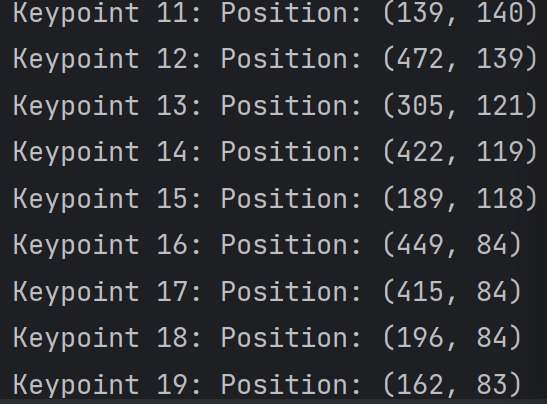 Keypoint 11: Position: (139, 140)
Keypoint 12: Position: (472, 139)
Keypoint 13: Position: (305, 121)
Keypoint 14: Position: (422, 119)
Keypoint 15: Position: (189, 118)
Keypoint 16: Position: (449, 84)
Keypoint 17: Position: (415, 84)
Keypoint 18: Position: (196, 84)
Keypoint 19: Position: (162, 83)